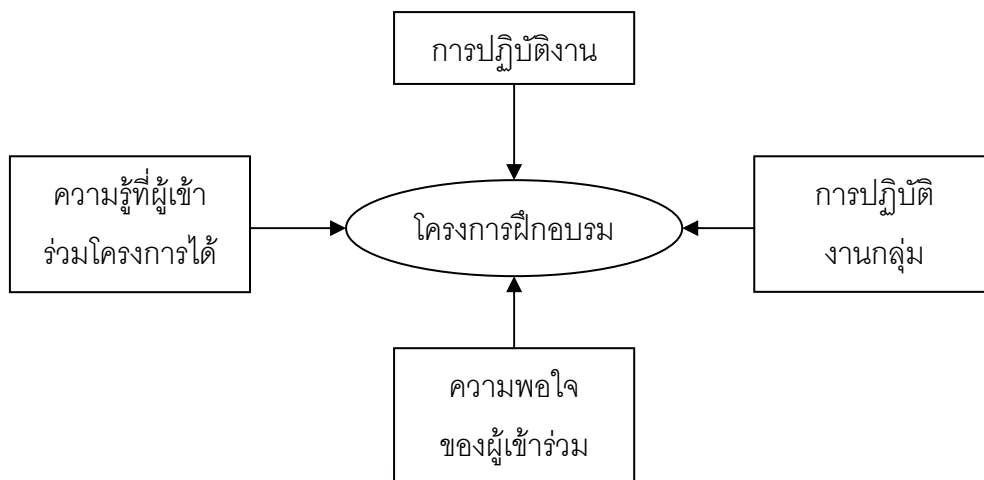 การปฏิบัติงาน
ความรู้ที่ผู้เข้า
ร่วมโครงการได้
โครงการฝึกอบรม
การปฏิบัติ
งานกลุ่ม
ความพอใจ
ของผู้เข้าร่วม